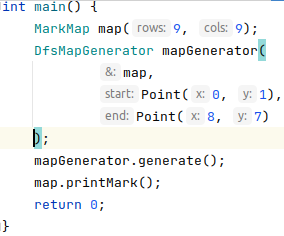 int main() {
MarkMap map( rows: 9, cols: 9);
DfsMapGenerator mapGenerator(
&: map,
start: Point( x: 0, y: 1),
end: Point( x: 8, y: 7)
);
mapGenerator.generate();
map.printMark();
return 0;
}